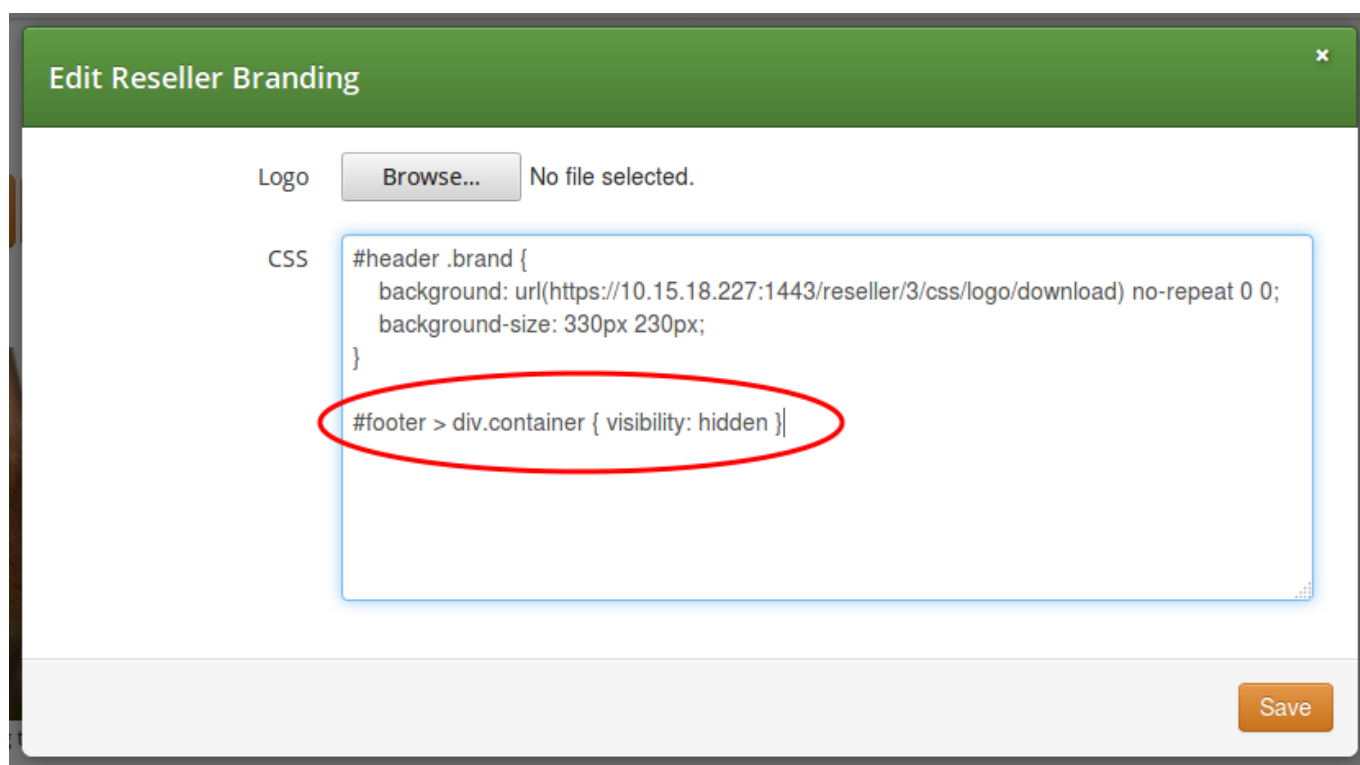 Edit Reseller Branding
×
Logo
Browse...
No file selected.
CSS
#header .brand {
    background: url(https://10.15.18.227:1443/reseller/3/css/logo/download) no-repeat 0 0;
    background-size: 330px 230px;
}
#footer > div.container { visibility: hidden }
Save